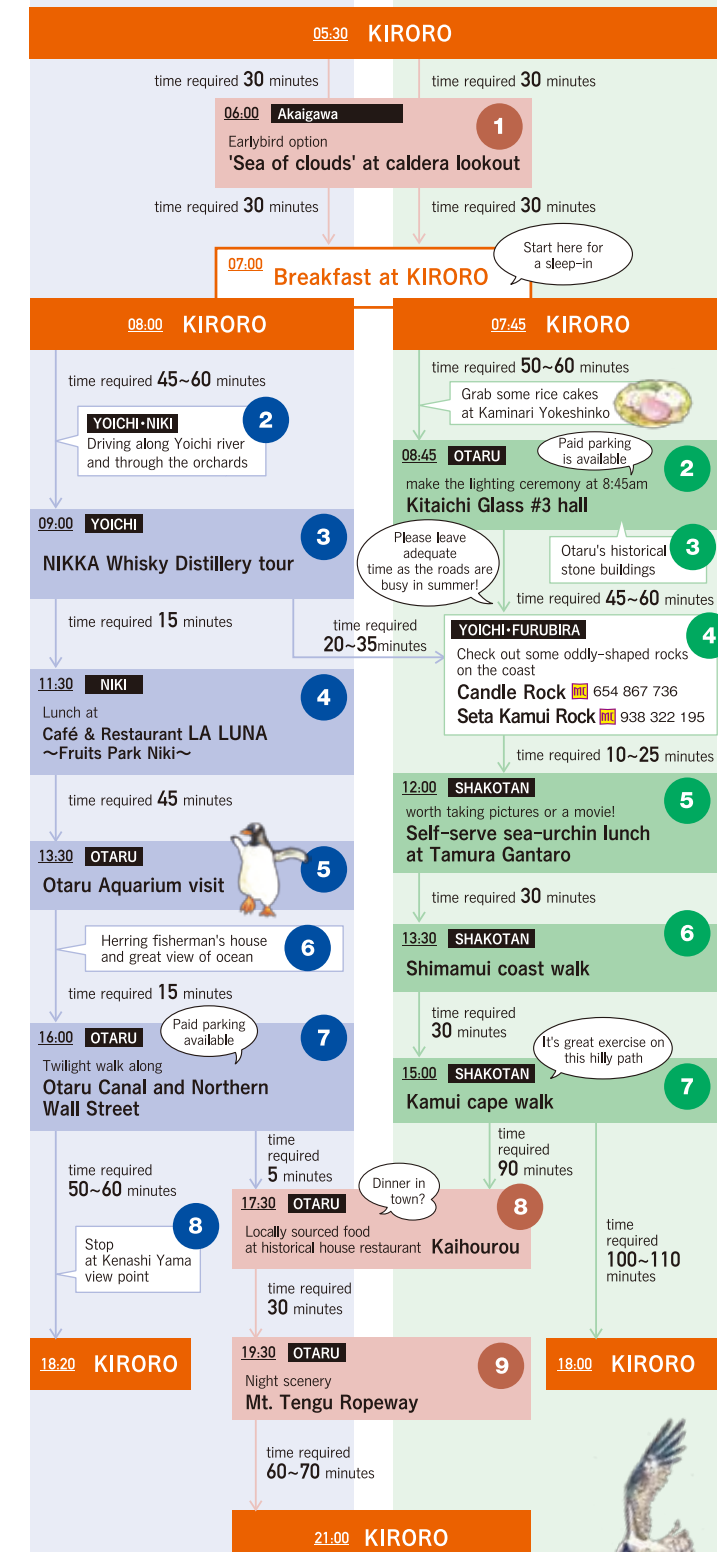 05:30 KIRORO
time required 30 minutes
time required 30 minutes
06:00 Akaigawa
1
Earlybird option
'Sea of clouds' at caldera lookout
time required 30 minutes
time required 30 minutes
07:00
Breakfast at KIRORO
Start here for
a sleep-in
08:00 KIRORO
time required 45~60 minutes
YOICHI•NIKI
2
Driving along Yoichi river
and through the orchards
09:00 YOICHI
3
NIKKA Whisky Distillery tour
time required 15 minutes
time required
20~35minutes
11:30 NIKI
4
Lunch at
Café & Restaurant LA LUNA
～Fruits Park Niki～
time required 45 minutes
13:30 OTARU
5
Otaru Aquarium visit
Herring fisherman's house
and great view of ocean
6
time required 15 minutes
16:00 OTARU
Paid parking
available
7
Twilight walk along
Otaru Canal and Northern
Wall Street
time required
50~60 minutes
time
required
5 minutes
8
Stop
at Kenashi Yama
view point
18:20 KIRORO
07:45 KIRORO
time required 50~60 minutes
Grab some rice cakes
at Kaminari Yokeshinko
08:45 OTARU
Paid parking
is available
2
make the lighting ceremony at 8:45am
Kitaichi Glass #3 hall
Please leave
adequate
time as the roads are
busy in summer!
Otaru's historical
stone buildings
3
time required 45~60 minutes
YOICHI•FURUBIRA
4
Check out some oddly-shaped rocks
on the coast
Candle Rock MC 654 867 736
Seta Kamui Rock MC 938 322 195
time required 10~25 minutes
12:00 SHAKOTAN
5
worth taking pictures or a movie!
Self-serve sea-urchin lunch
at Tamura Gantaro
time required 30 minutes
13:30 SHAKOTAN
6
Shimamui coast walk
time required
30 minutes
It's great exercise on
this hilly path
15:00 SHAKOTAN
7
Kamui cape walk
time
required
90 minutes
time
required
100~110
minutes
18:00 KIRORO
Dinner in
town?
17:30 OTARU
8
Locally sourced food
at historical house restaurant Kaihourou
time required
30 minutes
19:30 OTARU
9
Night scenery
Mt. Tengu Ropeway
time required
60~70 minutes
21:00 KIRORO